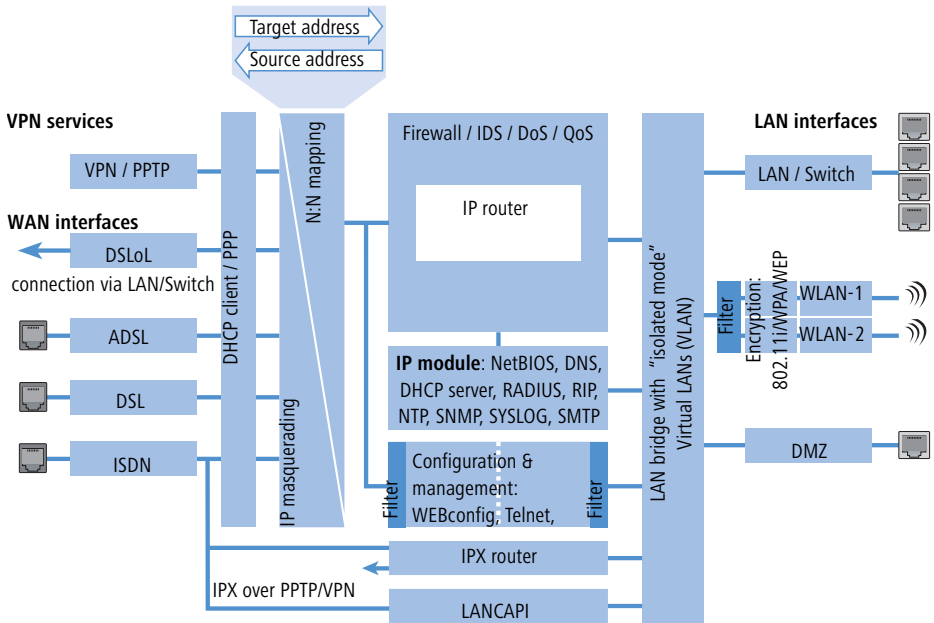 Target address
Source address
VPN services
VPN / PPTP
WAN interfaces
DSLoL
connection via LAN/Switch
ADSL
DSL
ISDN
DHCP client / PPP
IP masquerading
N:N mapping
Firewall / IDS / DoS / QoS
IP router
IP module: NetBIOS, DNS,
DHCP server, RADIUS, RIP,
NTP, SNMP, SYSLOG, SMTP
Filter
Configuration &
management:
WEBconfig, Telnet,
Filter
IPX router
IPX over PPTP/VPN
LANCAPI
LAN bridge with "isolated mode"
Virtual LANs (VLAN)
LAN interfaces
LAN / Switch
Filter
Encryption:
802.11i/WPA/WEP
WLAN-1
WLAN-2
DMZ